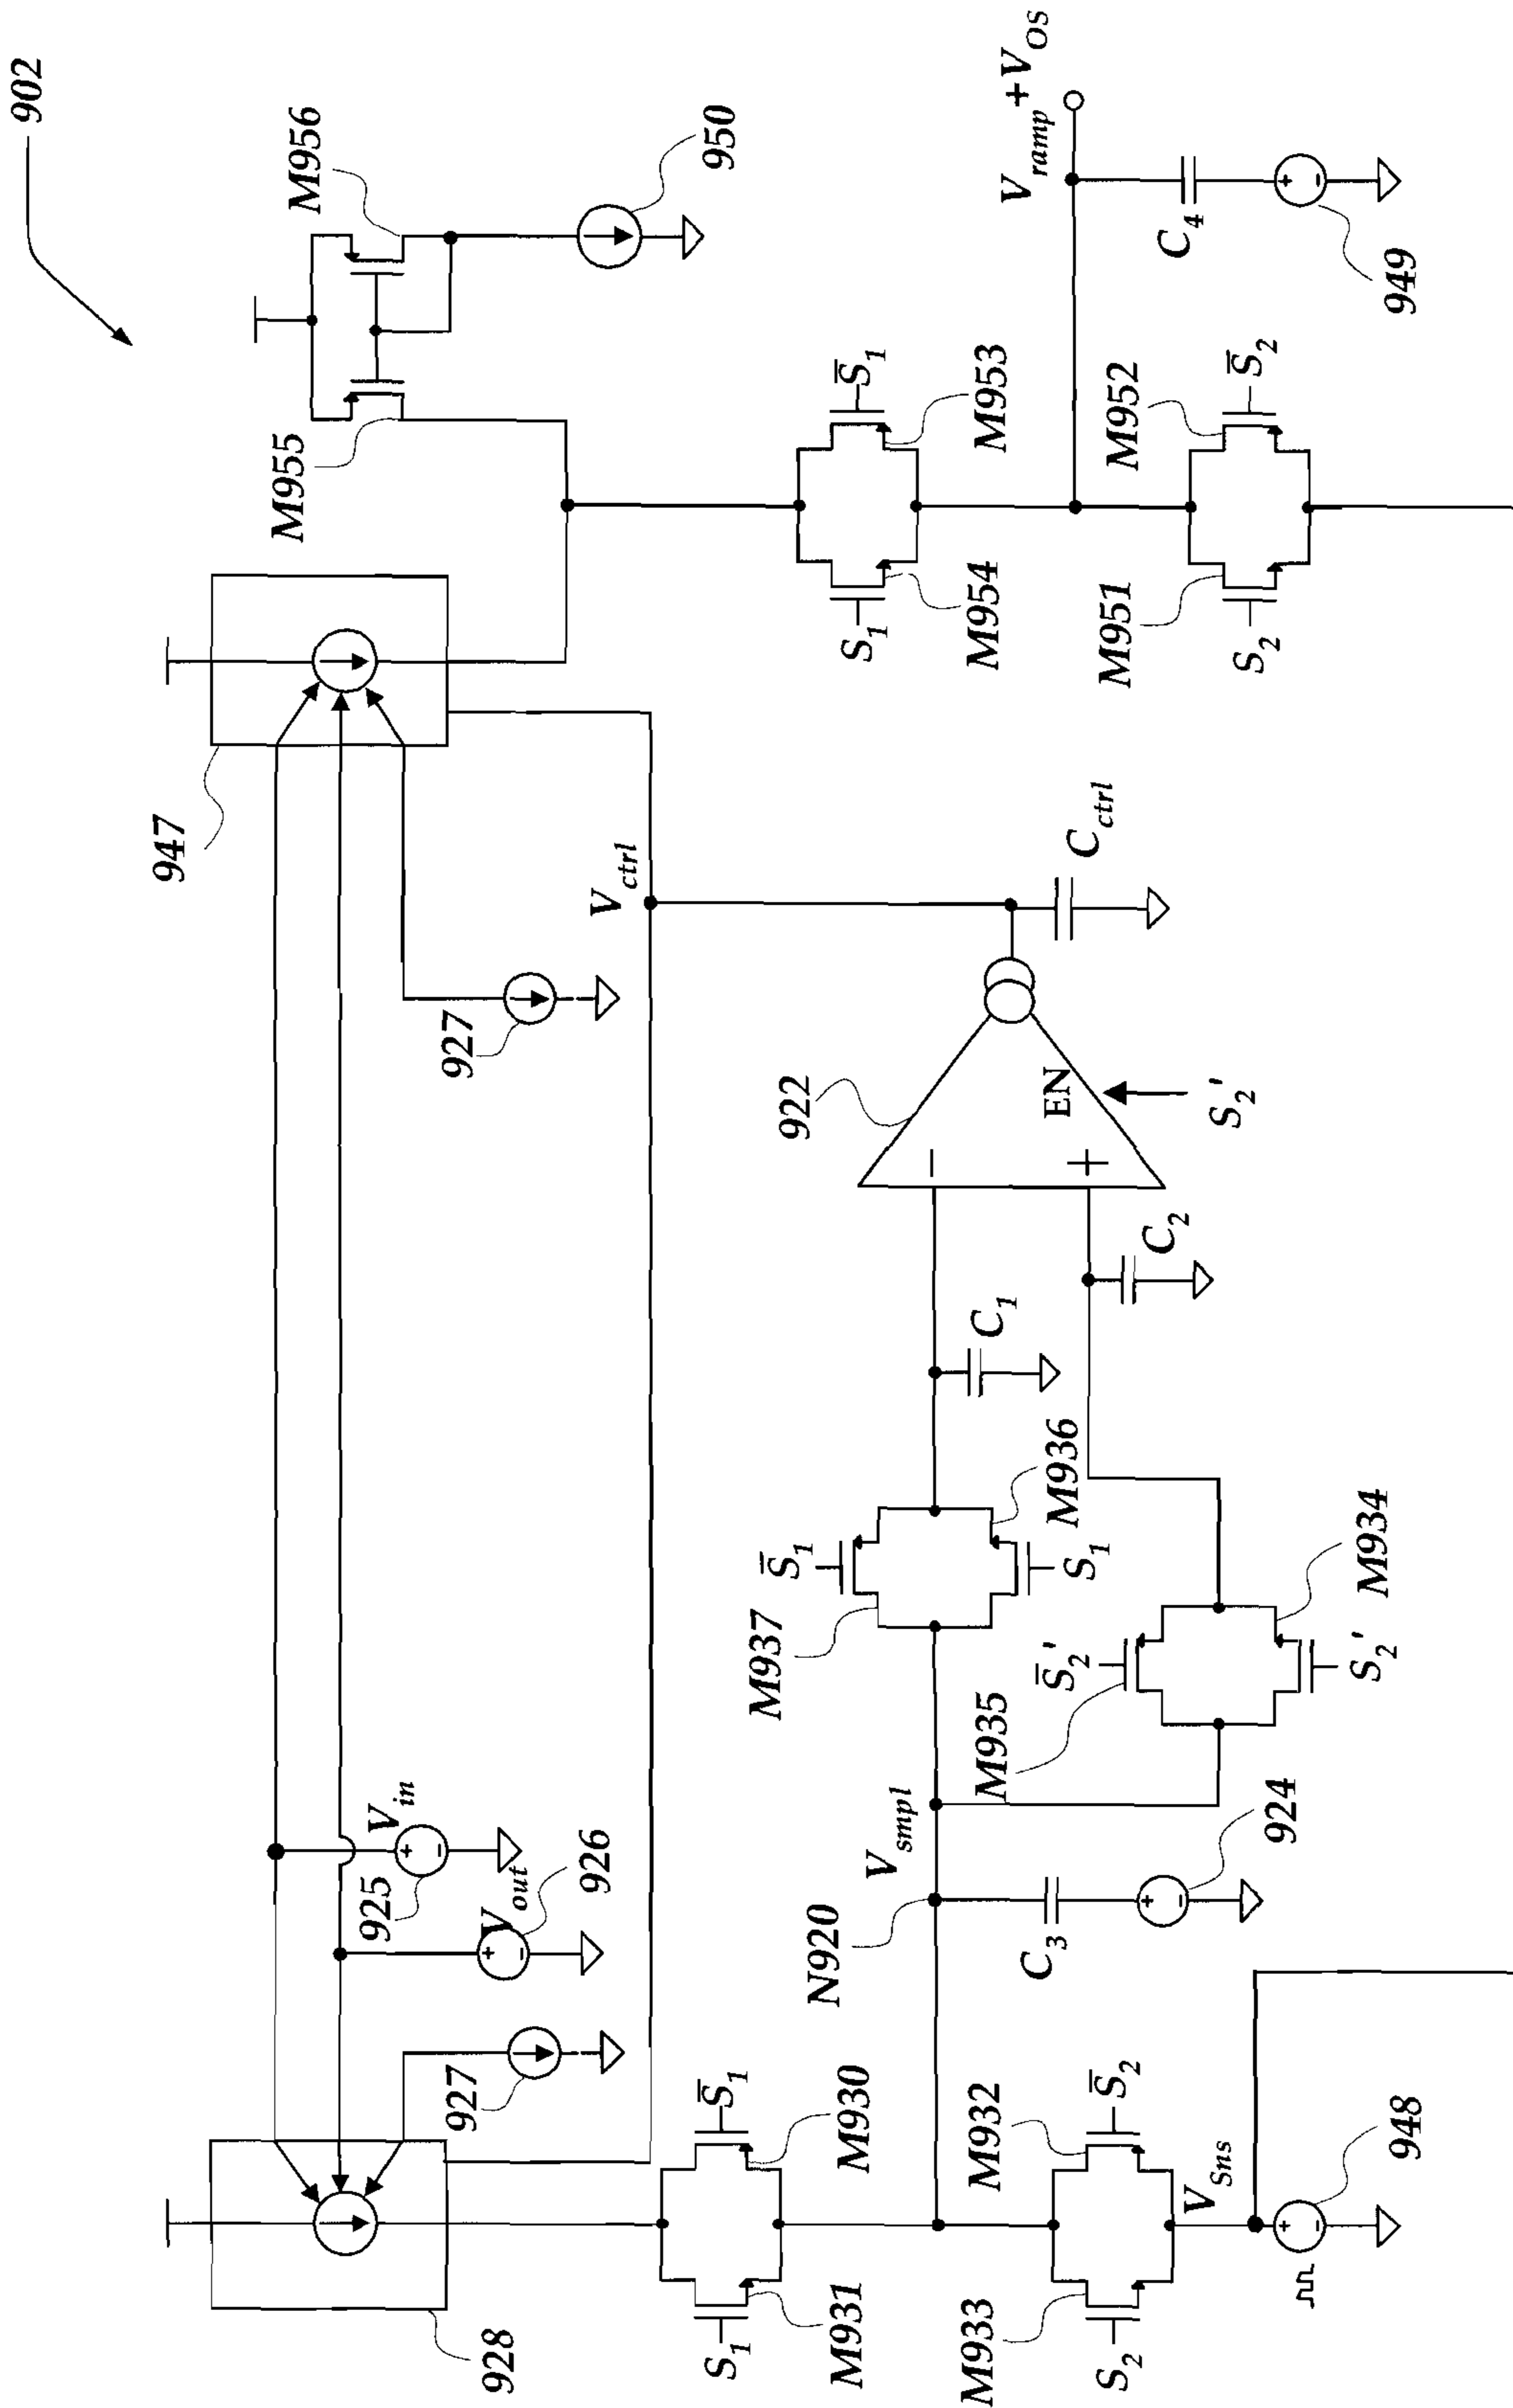 902
M956
950
M955
947
V_ramp+V_OS
C_4
949
S̄_1
M953
S_1
M954
M952
S̄_2
M951
S_2
V_ctrl
C_ctrl
927
922
EN
S_2'
−
+
C_1
C_2
M936
S̄_1
S_1
M937
M934
S̄_2'
S_2'
M935
V_in
925
V_out
926
V_smpl
N920
C_3
924
927
928
S̄_1
M930
S_1
M931
M932
S̄_2
M933
S_2
V_Sns
948